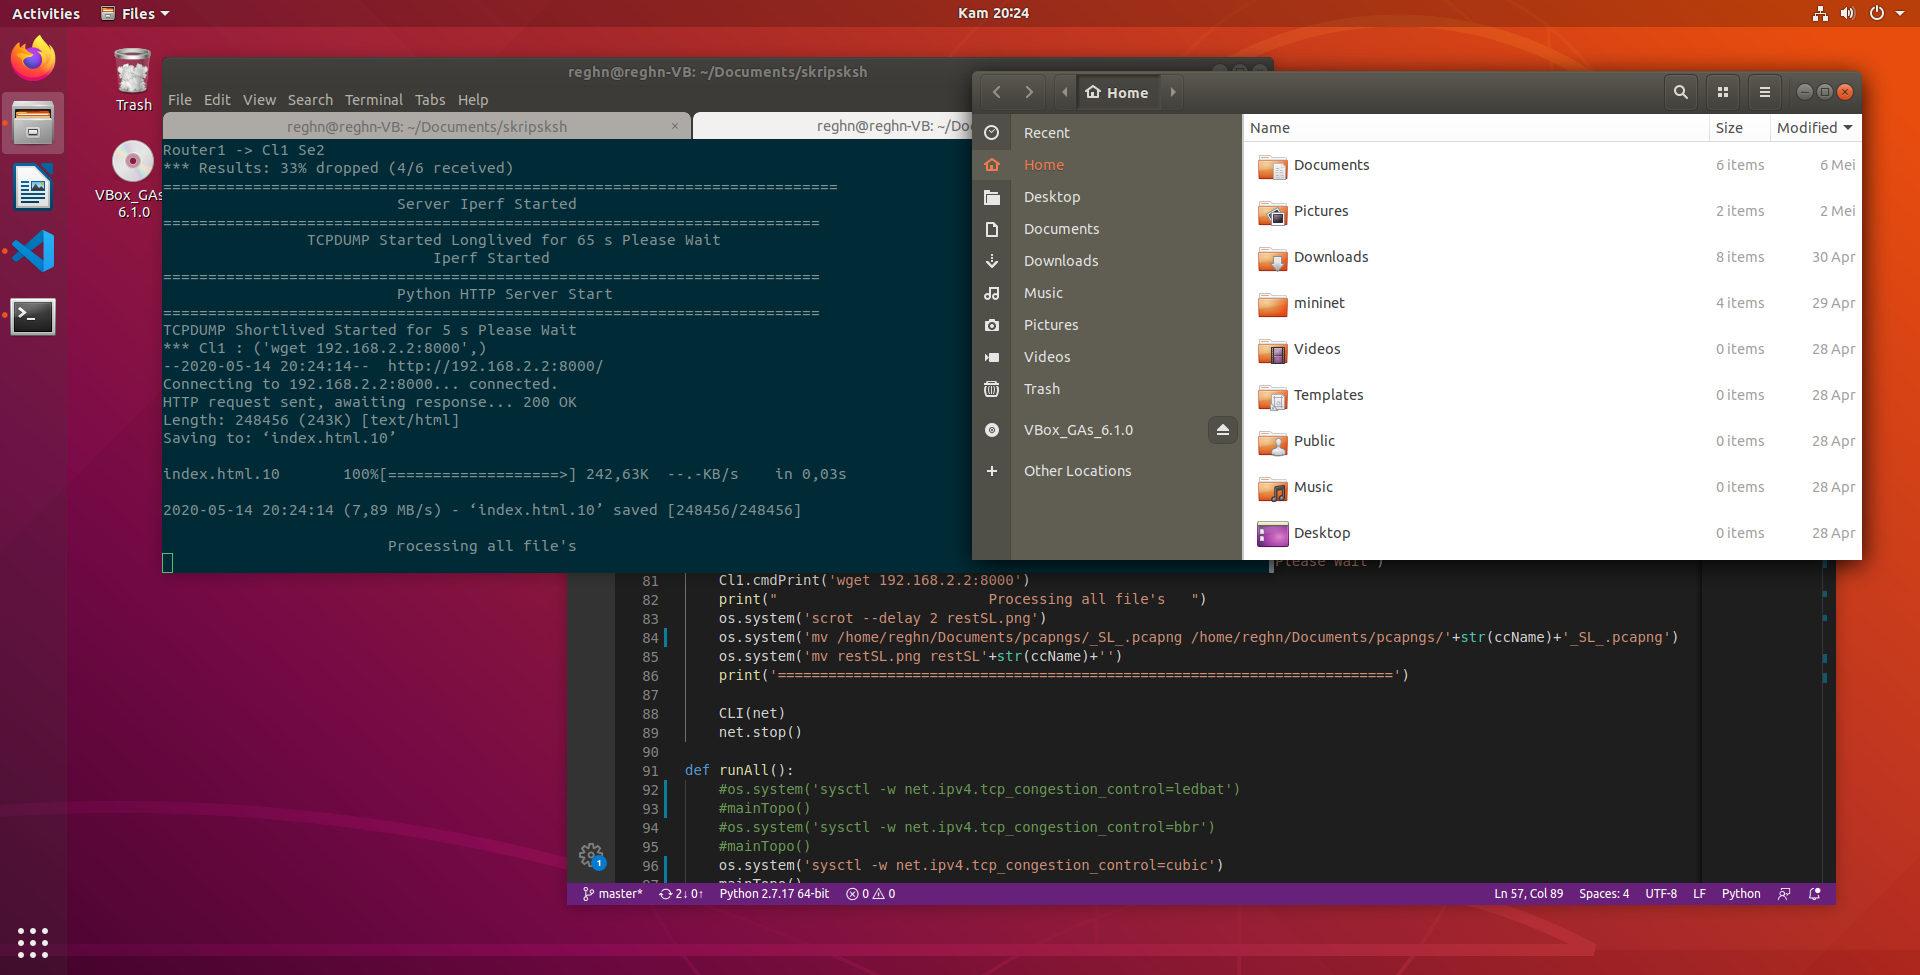 Activities
Files
Kam 20:24
Trash
VBox_GAs_
6.1.0
reghn@reghn-VB: ~/Documents/skripsksh
File Edit View Search Terminal Tabs Help
reghn@reghn-VB: ~/Documents/skripsksh ×
reghn@reghn-VB: ~/Do
Router1 -> Cl1 Se2
*** Results: 33% dropped (4/6 received)
===========================================================================
Server Iperf Started
=========================================================================
TCPDUMP Started Longlived for 65 s Please Wait
Iperf Started
=========================================================================
Python HTTP Server Start
=========================================================================
TCPDUMP Shortlived Started for 5 s Please Wait
*** Cl1 : ('wget 192.168.2.2:8000',)
--2020-05-14 20:24:14--  http://192.168.2.2:8000/
Connecting to 192.168.2.2:8000... connected.
HTTP request sent, awaiting response... 200 OK
Length: 248456 (243K) [text/html]
Saving to: ‘index.html.10’
index.html.10       100%[===================>] 242,63K  --.-KB/s    in 0,03s
2020-05-14 20:24:14 (7,89 MB/s) - ‘index.html.10’ saved [248456/248456]
Processing all file's
Home
Recent
Home
Desktop
Documents
Downloads
Music
Pictures
Videos
Trash
VBox_GAs_6.1.0
Other Locations
Name Size Modified
Documents 6 items 6 Mei
Pictures 2 items 2 Mei
Downloads 8 items 30 Apr
mininet 4 items 29 Apr
Videos 0 items 28 Apr
Templates 0 items 28 Apr
Public 0 items 28 Apr
Music 0 items 28 Apr
Desktop 0 items 28 Apr
Please Wait")
81 Cl1.cmdPrint('wget 192.168.2.2:8000')
82 print("                         Processing all file's   ")
83 os.system('scrot --delay 2 restSL.png')
84 os.system('mv /home/reghn/Documents/pcapngs/_SL_.pcapng /home/reghn/Documents/pcapngs/'+str(ccName)+'_SL_.pcapng')
85 os.system('mv restSL.png restSL'+str(ccName)+'')
86 print('=========================================================================')
87
88 CLI(net)
89 net.stop()
90
91 def runAll():
92 #os.system('sysctl -w net.ipv4.tcp_congestion_control=ledbat')
93 #mainTopo()
94 #os.system('sysctl -w net.ipv4.tcp_congestion_control=bbr')
95 #mainTopo()
96 os.system('sysctl -w net.ipv4.tcp_congestion_control=cubic')
97 mainTopo()
1
master* 2↓ 0↑ Python 2.7.17 64-bit 0 0 Ln 57, Col 89 Spaces: 4 UTF-8 LF Python